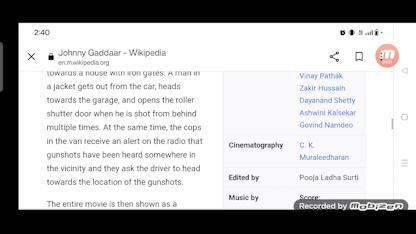 2:40
Johnny Gaddaar - Wikipedia
en.m.wikipedia.org
towards a house with iron gates. A man in
a jacket gets out from the car, heads
towards the garage, and opens the roller
shutter door when he is shot from behind
multiple times. At the same time, the cops
in the van receive an alert on the radio that
gunshots have been heard somewhere in
the vicinity and they ask the driver to head
towards the location of the gunshots.
The entire movie is then shown as a
Vinay Pathak
Zakir Hussain
Dayanand Shetty
Ashwini Kalsekar
Govind Namdeo
Cinematography C. K.
Muraleedharan
Edited by Pooja Ladha Surti
Music by Score:
Recorded by Mobizen